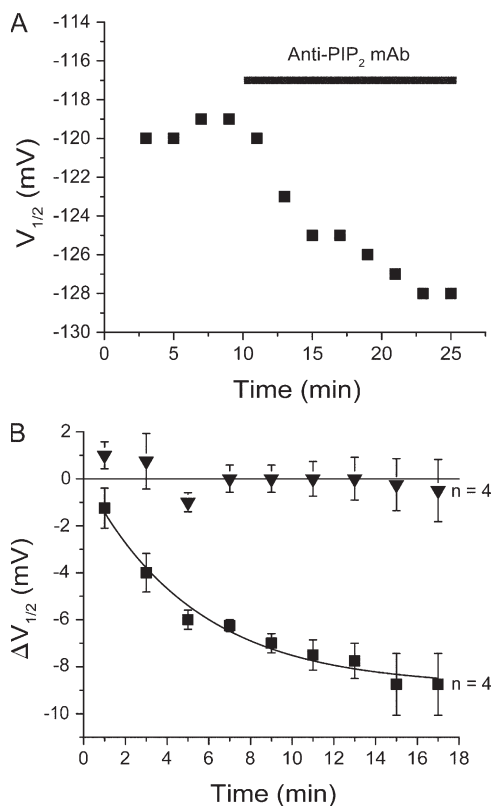 A
-114
-116
-118
-120
-122
-124
-126
-128
-130
V1/2 (mV)
Anti-PIP2 mAb
0 5 10 15 20 25
Time (min)
B
2
0
-2
-4
-6
-8
-10
ΔV1/2 (mV)
n = 4
n = 4
0 2 4 6 8 10 12 14 16 18
Time (min)